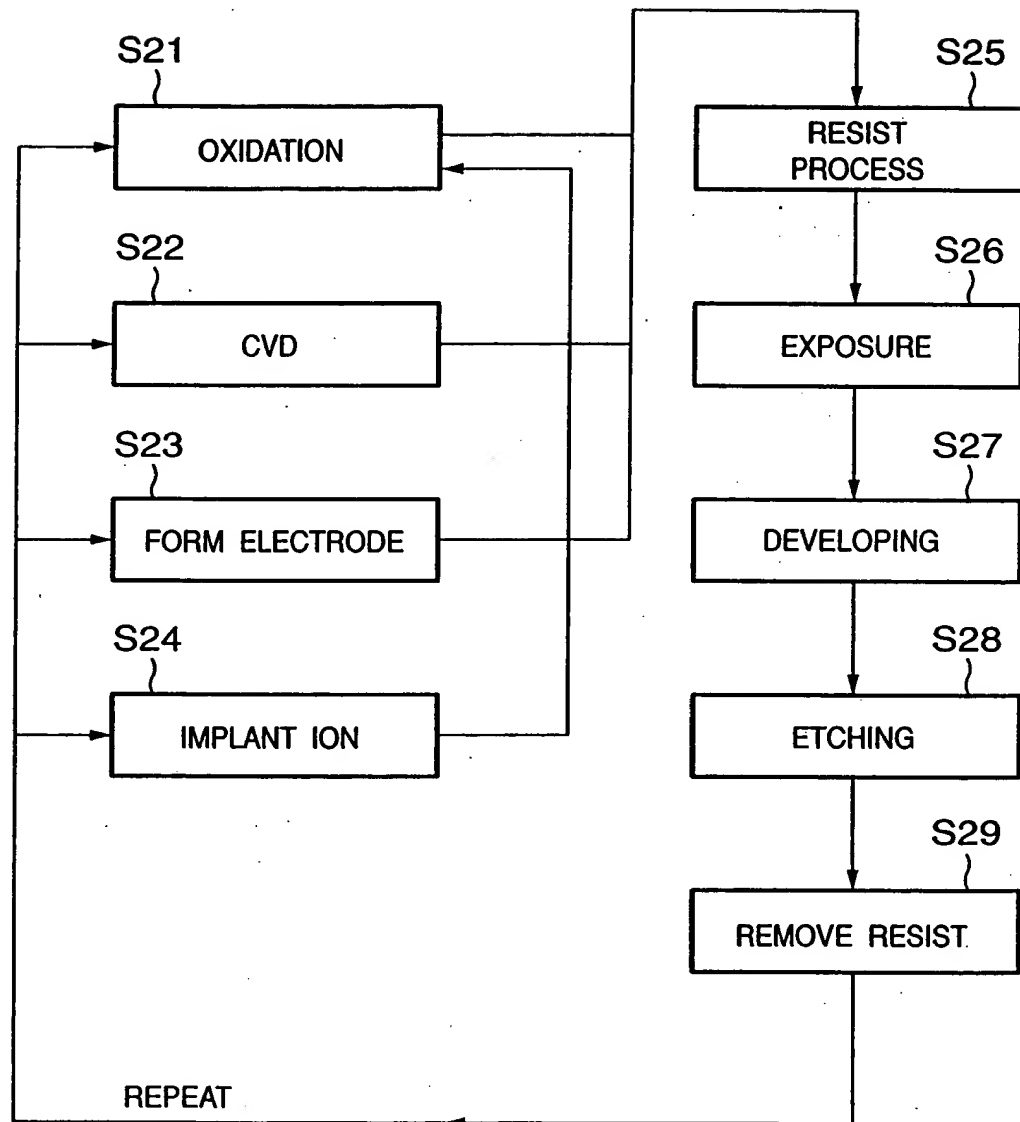 S21
OXIDATION
S22
CVD
S23
FORM ELECTRODE
S24
IMPLANT ION
S25
RESIST
PROCESS
S26
EXPOSURE
S27
DEVELOPING
S28
ETCHING
S29
REMOVE RESIST
REPEAT